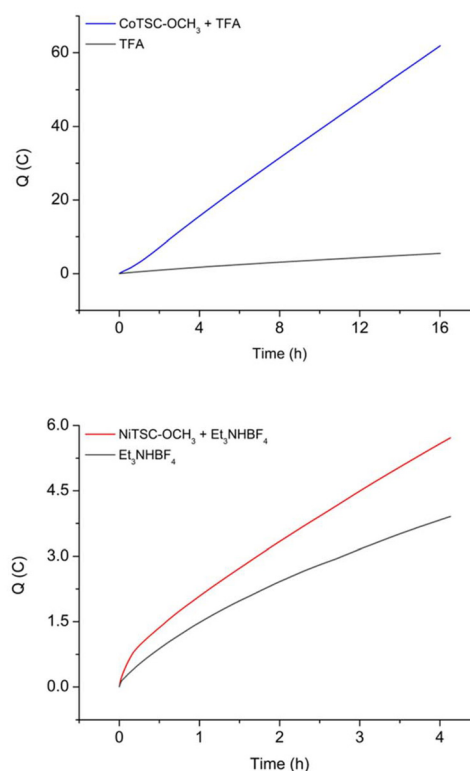 CoTSC-OCH₃ + TFA
TFA
60
40
20
0
Q (C)
0 4 8 12 16
Time (h)
NiTSC-OCH₃ + Et₃NHBF₄
Et₃NHBF₄
6.0
4.5
3.0
1.5
0.0
Q (C)
0 1 2 3 4
Time (h)